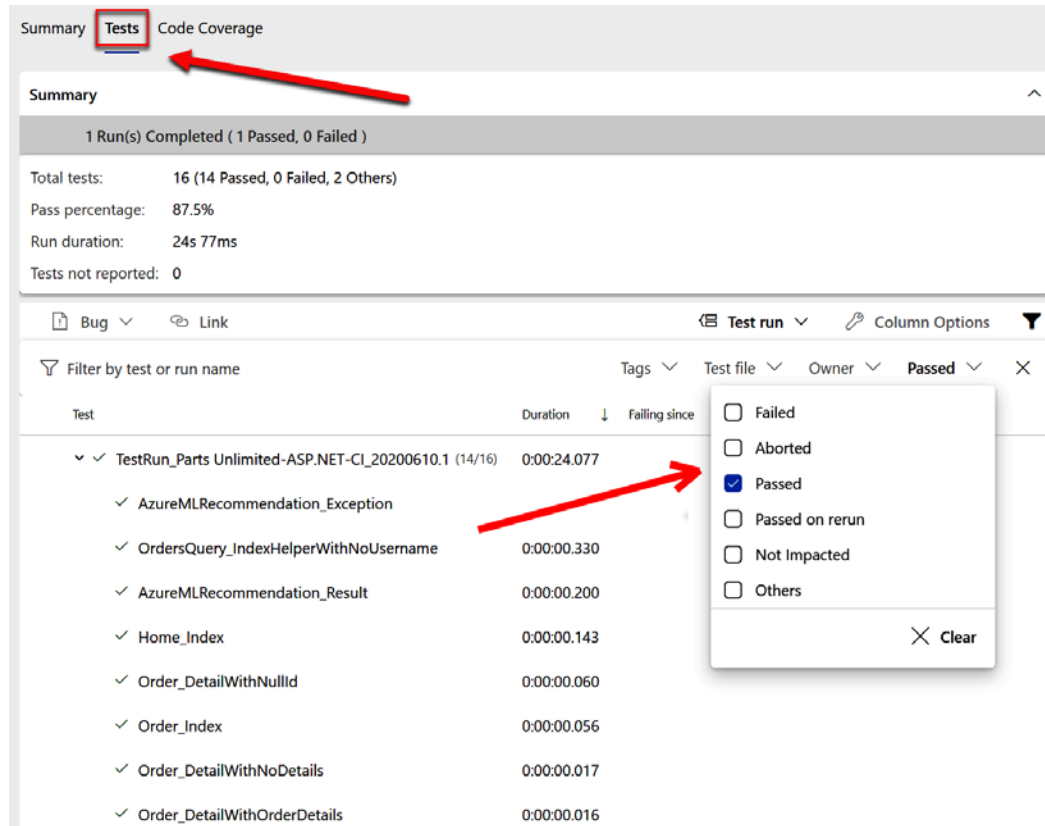 Summary Tests Code Coverage
Summary
1 Run(s) Completed ( 1 Passed, 0 Failed )
Total tests: 16 (14 Passed, 0 Failed, 2 Others)
Pass percentage: 87.5%
Run duration: 24s 77ms
Tests not reported: 0
Bug Link Test run Column Options
Filter by test or run name Tags Test file Owner Passed
Test Duration Failing since
Failed
Aborted
TestRun_Parts Unlimited-ASP.NET-CI_20200610.1 (14/16) 0:00:24.077
Passed
AzureMLRecommendation_Exception
Passed on rerun
OrdersQuery_IndexHelperWithNoUsername 0:00:00.330
Not Impacted
AzureMLRecommendation_Result 0:00:00.200
Others
Home_Index 0:00:00.143
Clear
Order_DetailWithNullId 0:00:00.060
Order_Index 0:00:00.056
Order_DetailWithNoDetails 0:00:00.017
Order_DetailWithOrderDetails 0:00:00.016